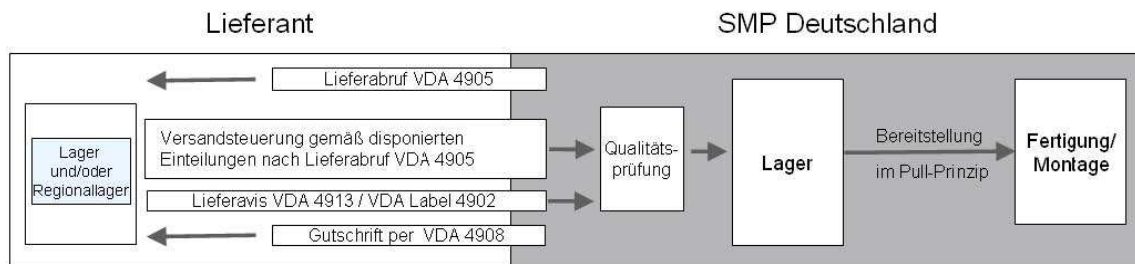 Lieferant
SMP Deutschland
Lieferabruf VDA 4905
Lager
und/oder
Regionallager
Versandsteuerung gemäß disponierten
Einteilungen nach Lieferabruf VDA 4905
Lieferavis VDA 4913 / VDA Label 4902
Gutschrift per VDA 4908
Qualitäts-
prüfung
Lager
Bereitstellung
im Pull-Prinzip
Fertigung/
Montage